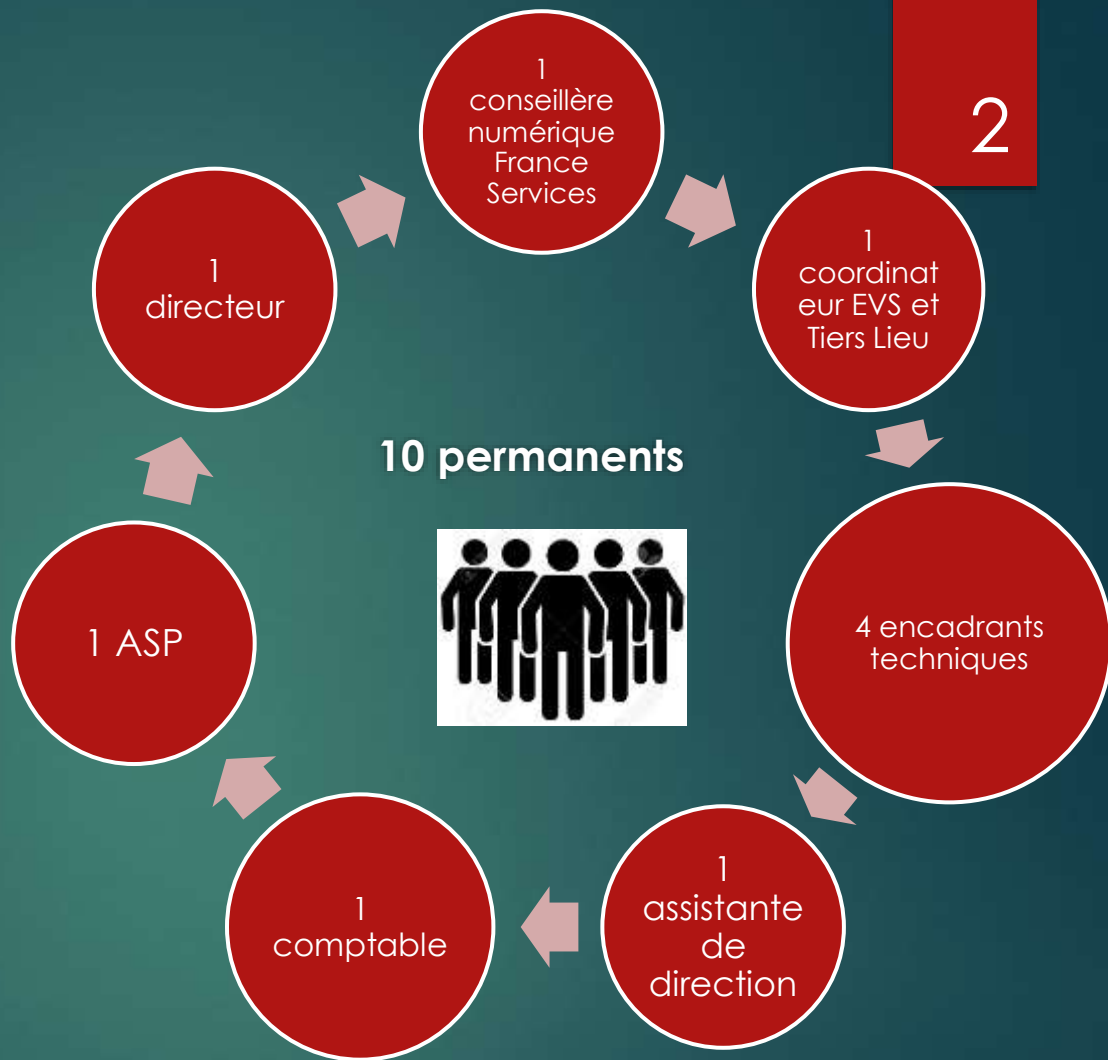 2
1
conseillère
numérique
France
Services
1
coordinat
eur EVS et
Tiers Lieu
4 encadrants
techniques
1
assistante
de
direction
1
comptable
1 ASP
1
directeur
10 permanents